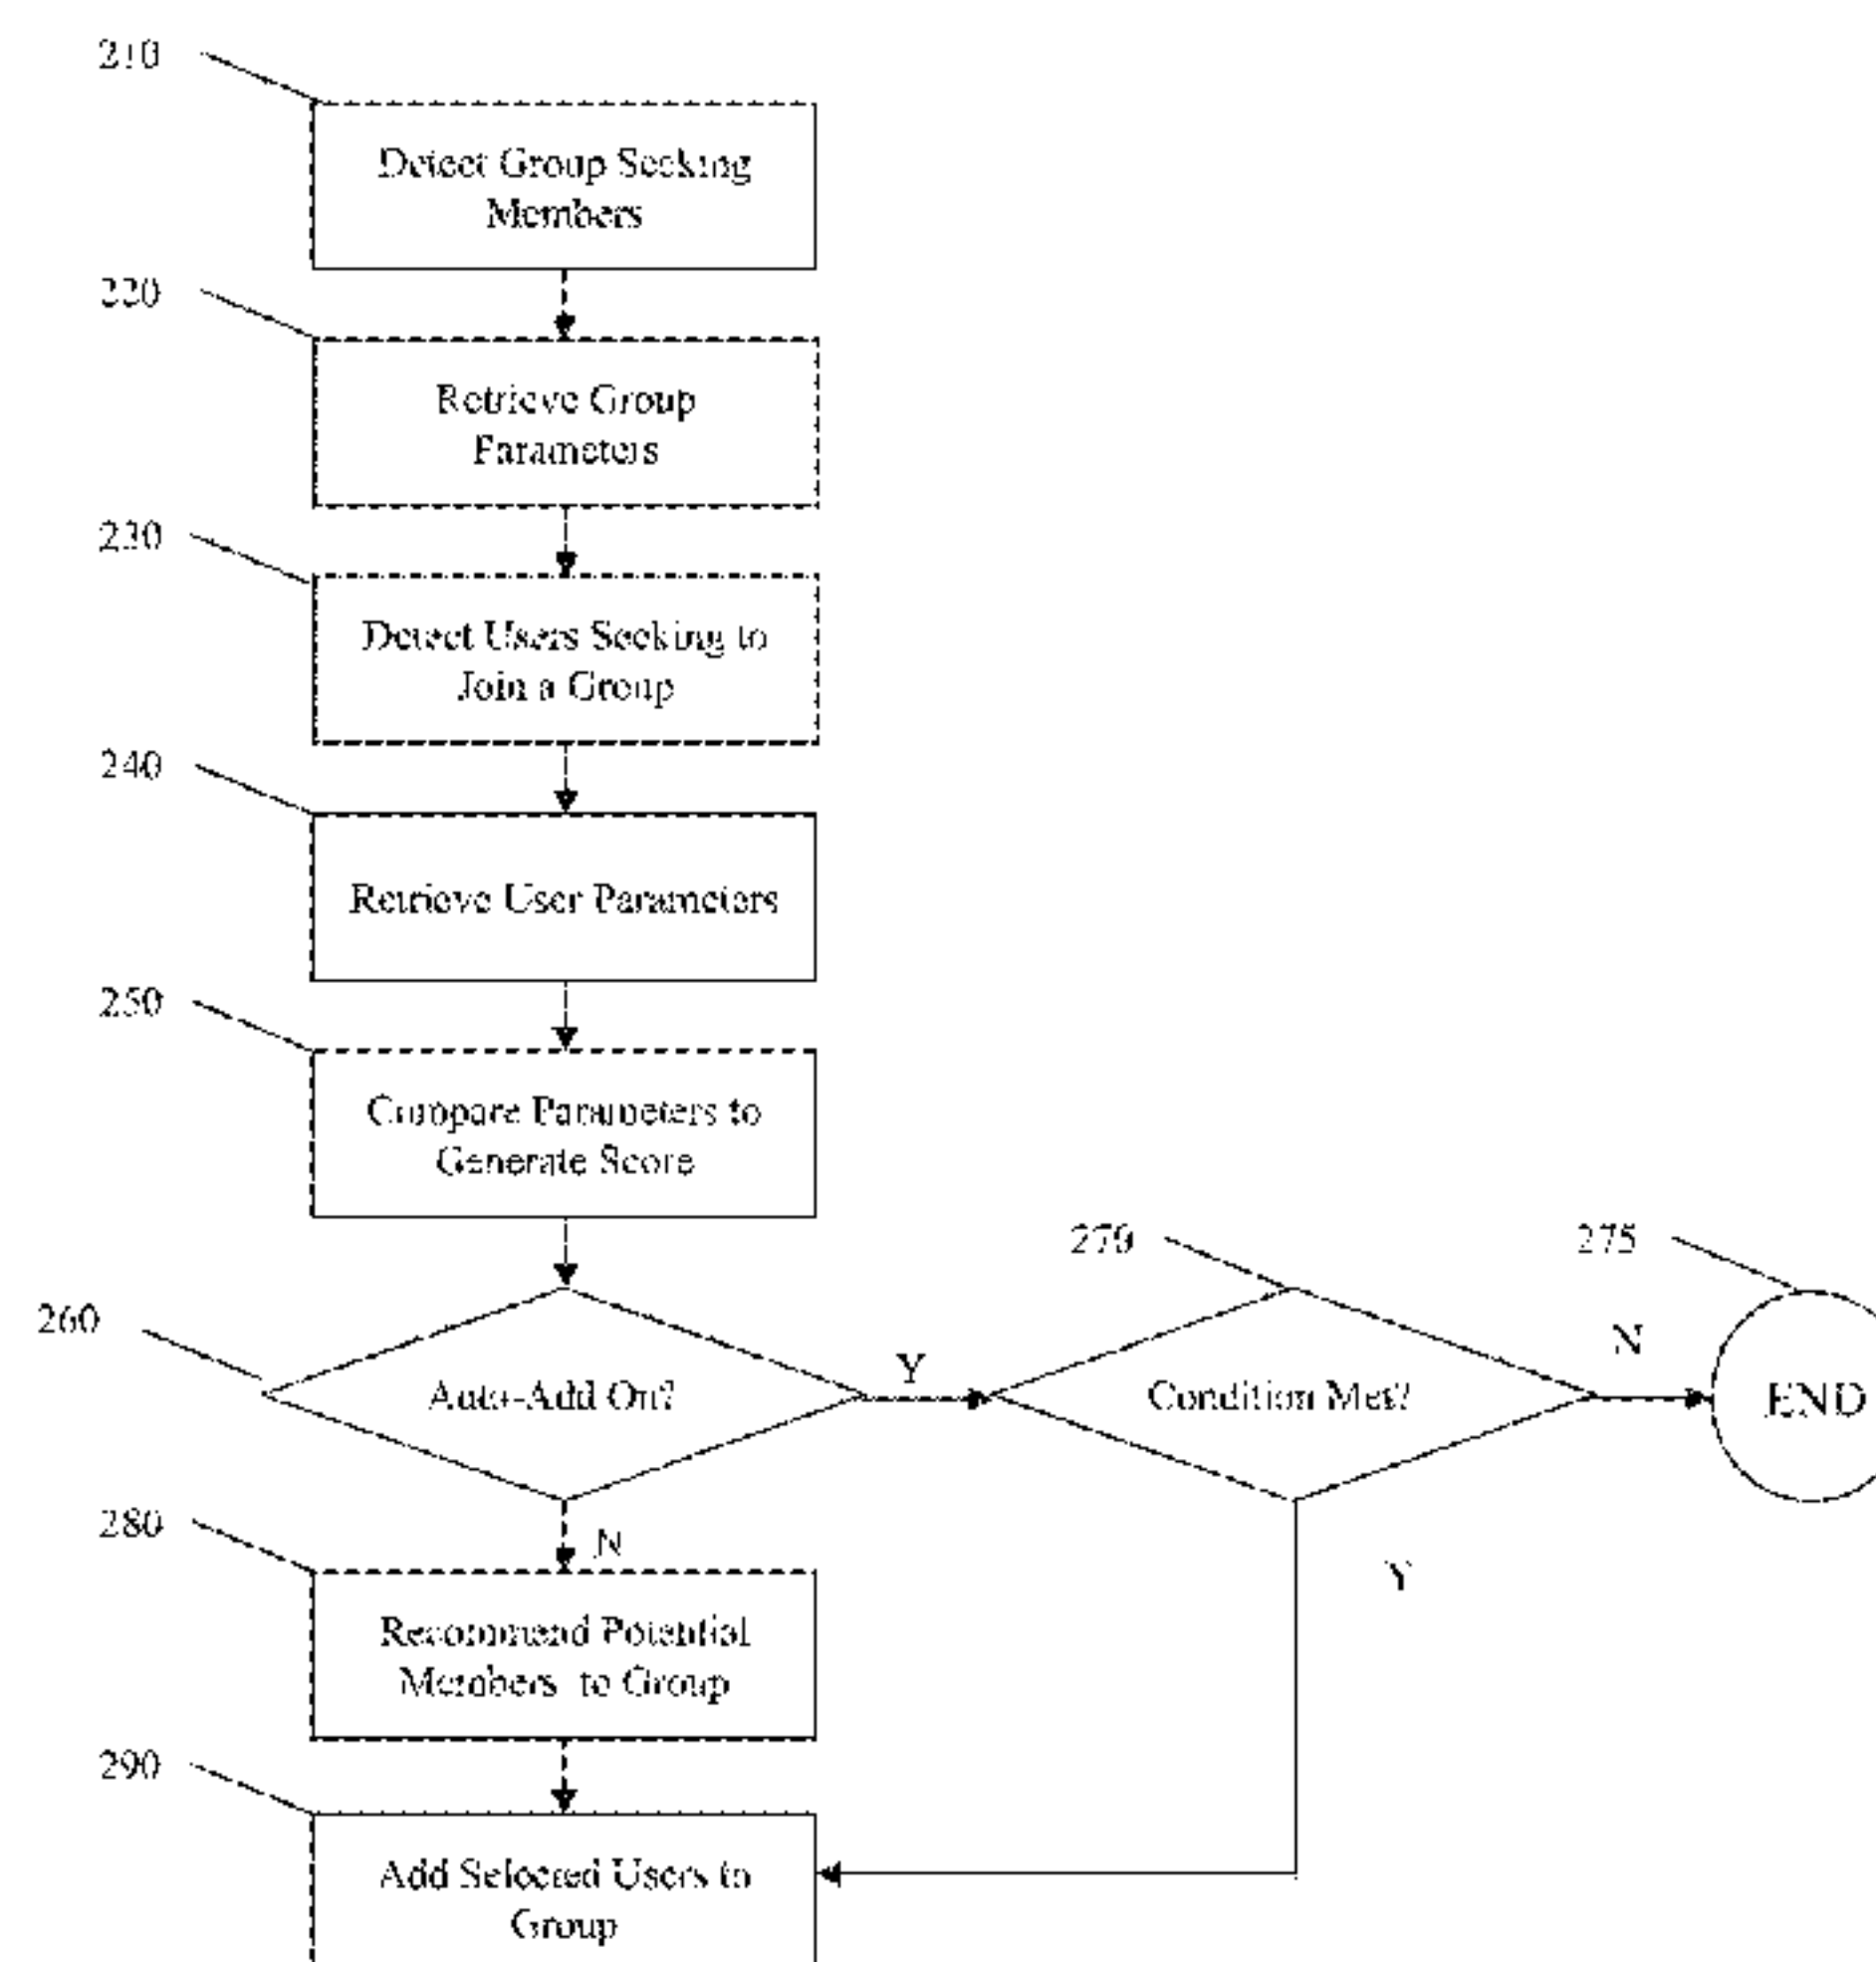 210
Detect Group Seeking
Members
220
Retrieve Group
Parameters
230
Detect Users Seeking to
Join a Group
240
Retrieve User Parameters
250
Compare Parameters to
Generate Score
260
Auto-Add On?
Y
270
Condition Met?
N
275
END
Y
N
280
Recommend Potential
Members to Group
290
Add Selected Users to
Group